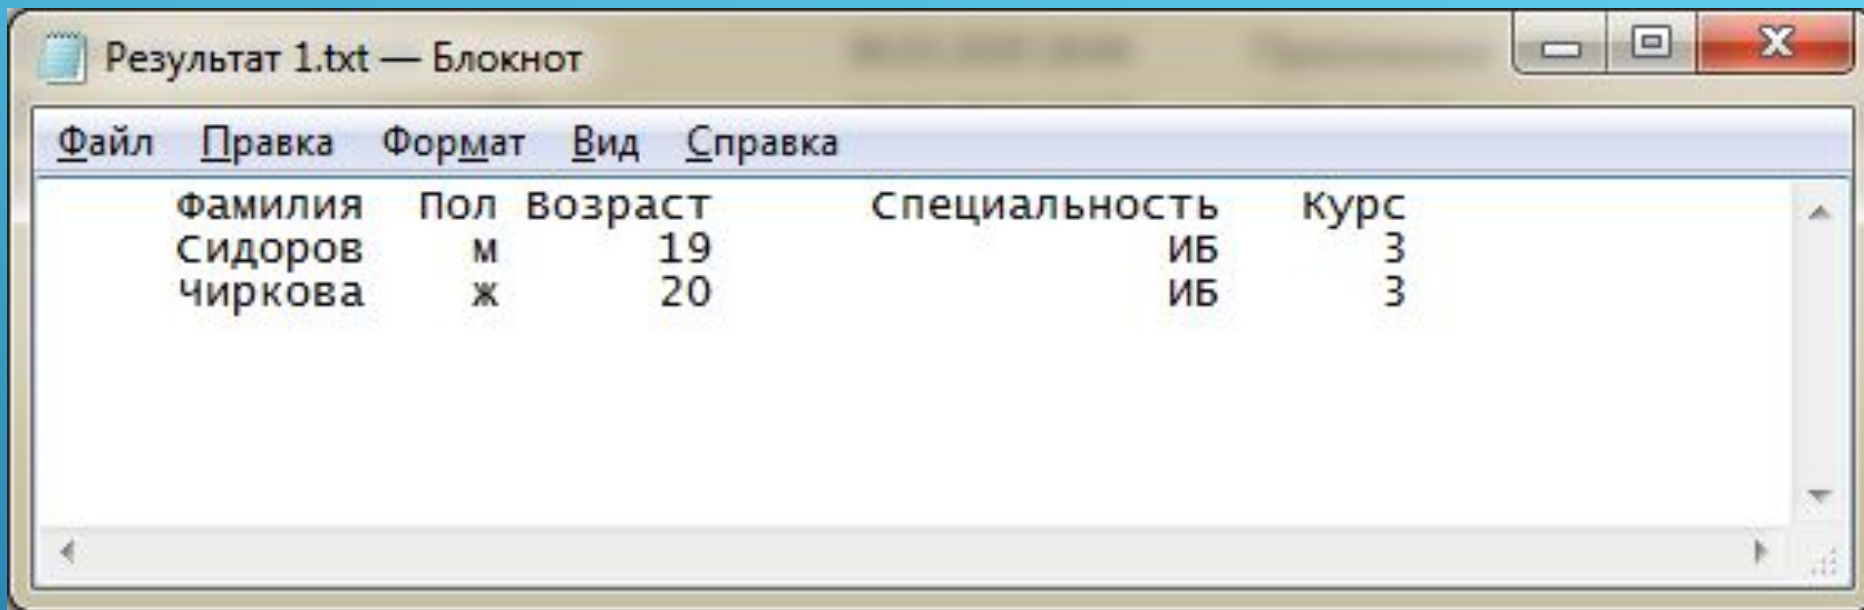 Результат 1.txt — Блокнот
Файл Правка Формат Вид Справка
Фамилия Пол Возраст Специальность Курс
Сидоров м 19 ИБ 3
Чиркова ж 20 ИБ 3